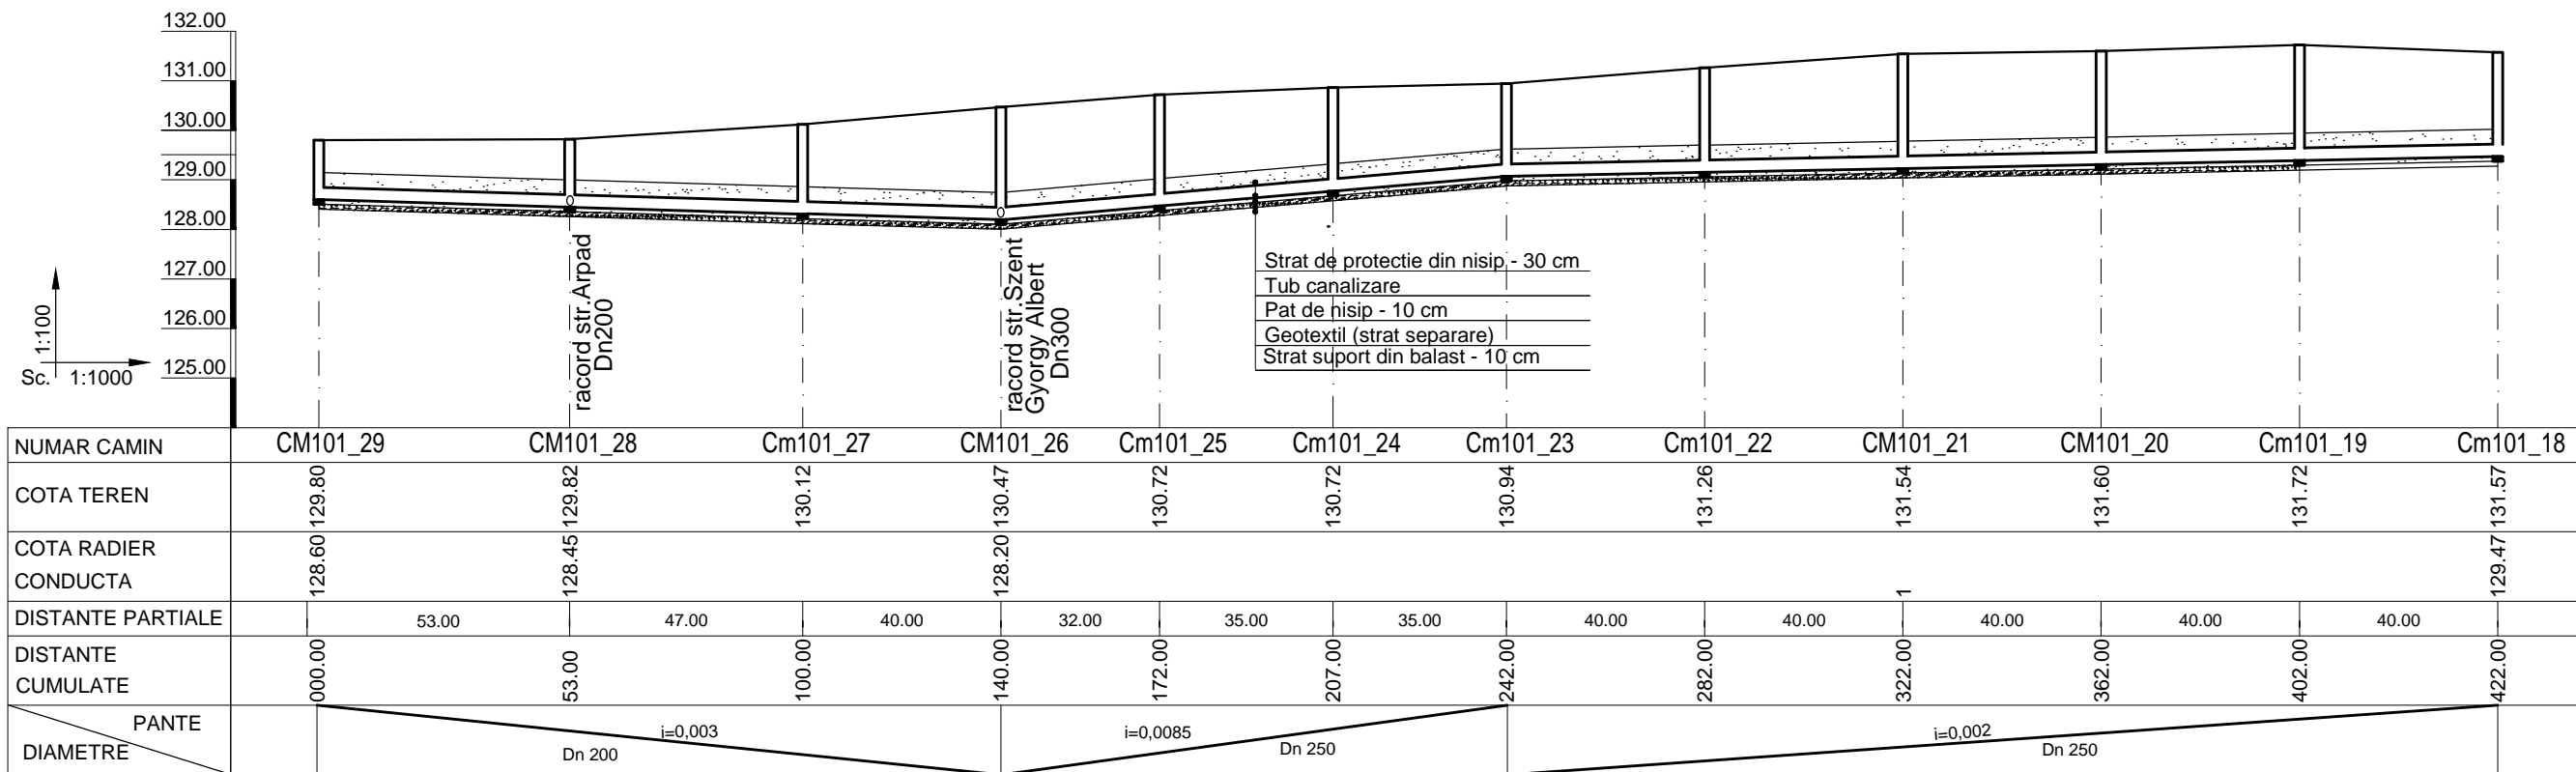 132.00
131.00
130.00
129.00
128.00
127.00
126.00
125.00
1:100
Sc. 1:1000
racord str.Arpad
Dn200
racord str.Szent
Gyorgy Albert
Dn300
Strat de protectie din nisip - 30 cm
Tub canalizare
Pat de nisip - 10 cm
Geotextil (strat separare)
Strat suport din balast - 10 cm
NUMAR CAMIN CM101_29 CM101_28 Cm101_27 CM101_26 Cm101_25 Cm101_24 Cm101_23 Cm101_22 CM101_21 CM101_20 Cm101_19 Cm101_18
COTA TEREN 129.80 129.82 130.12 130.47 130.72 130.72 130.94 131.26 131.54 131.60 131.72 131.57
COTA RADIER
CONDUCTA 128.60 128.45 128.20 1 129.47
DISTANTE PARTIALE 53.00 47.00 40.00 32.00 35.00 35.00 40.00 40.00 40.00 40.00 40.00
DISTANTE
CUMULATE 000.00 53.00 100.00 140.00 172.00 207.00 242.00 282.00 322.00 362.00 402.00 422.00
PANTE i=0,003 i=0,0085 i=0,002
DIAMETRE Dn 200 Dn 250 Dn 250